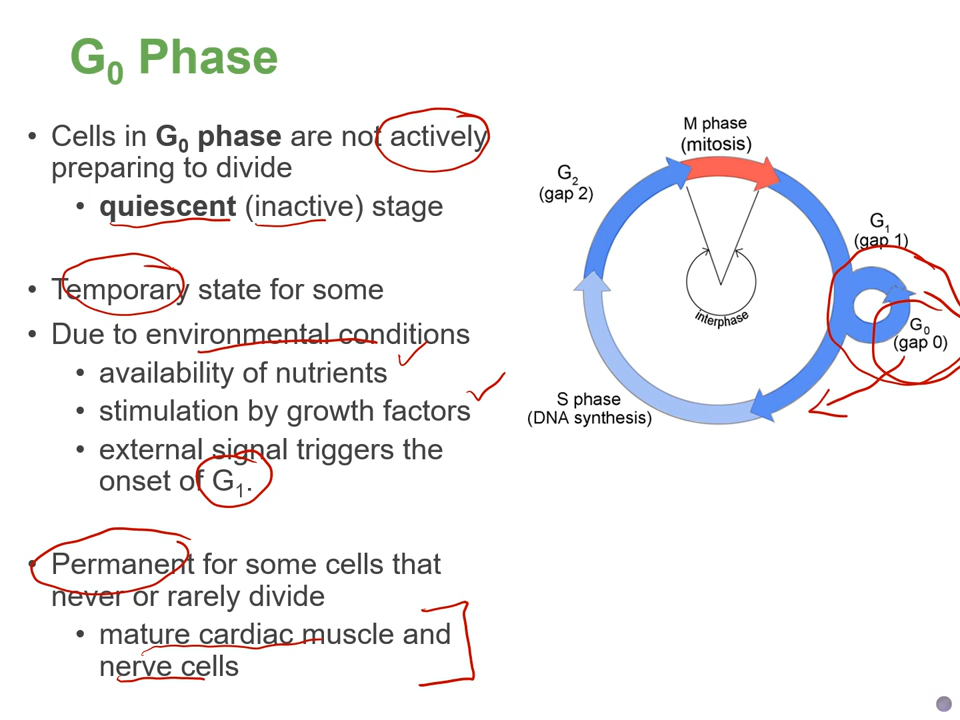 G₀ Phase
• Cells in G₀ phase are not actively
preparing to divide
• quiescent (inactive) stage
• Temporary state for some
• Due to environmental conditions
• availability of nutrients
• stimulation by growth factors
• external signal triggers the
onset of G₁.
• Permanent for some cells that
never or rarely divide
• mature cardiac muscle and
nerve cells
M phase
(mitosis)
G₂
(gap 2)
G₁
(gap 1)
G₀
(gap 0)
interphase
S phase
(DNA synthesis)